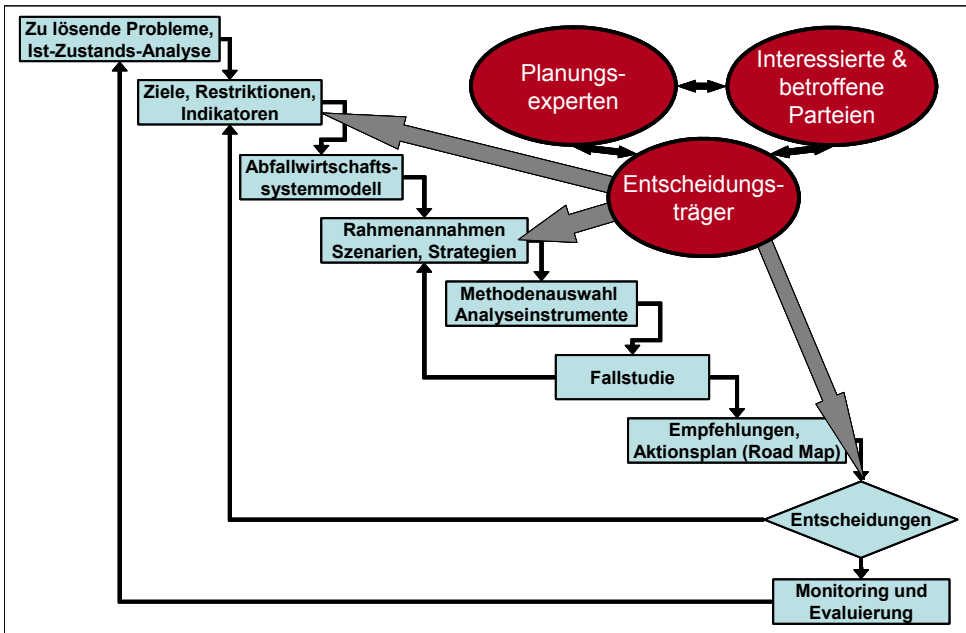 Zu lösende Probleme,
Ist-Zustands-Analyse
Ziele, Restriktionen,
Indikatoren
Abfallwirtschafts-
systemmodell
Rahmenannahmen
Szenarien, Strategien
Methodenauswahl
Analyseinstrumente
Fallstudie
Empfehlungen,
Aktionsplan (Road Map)
Entscheidungen
Monitoring und
Evaluierung
Planungs-
experten
Interessierte &
betroffene
Parteien
Entscheidungs-
träger